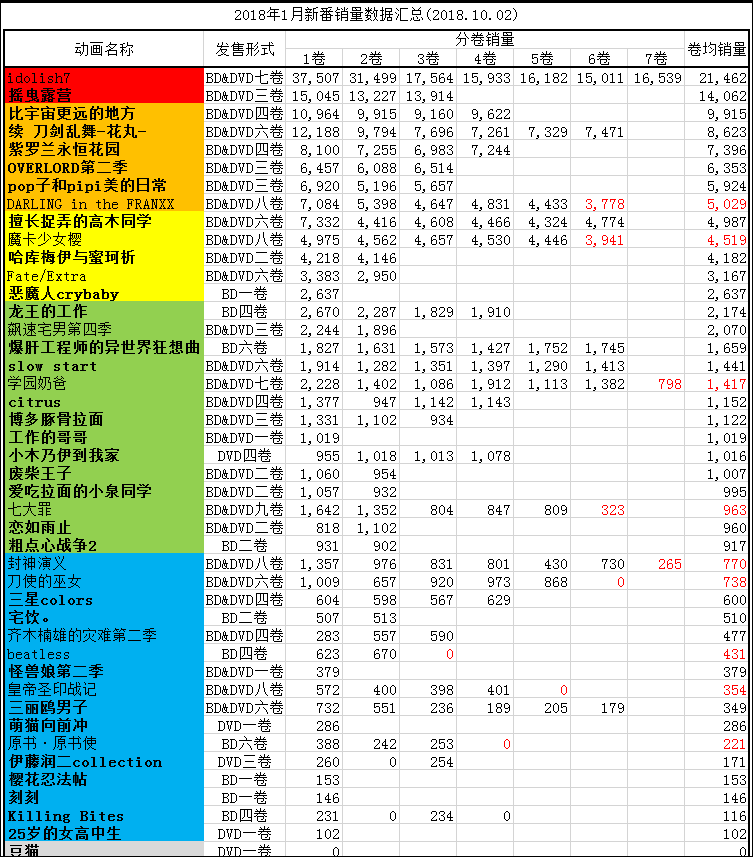 2018年1月新番销量数据汇总(2018.10.02)
动画名称 发售形式 分卷销量 卷均销量
1卷 2卷 3卷 4卷 5卷 6卷 7卷
idolish7 BD&DVD七卷 37,507 31,499 17,564 15,933 16,182 15,011 16,539 21,462
摇曳露营 BD&DVD三卷 15,045 13,227 13,914 14,062
比宇宙更远的地方 BD&DVD四卷 10,964 9,915 9,160 9,622 9,915
续 刀剑乱舞-花丸- BD&DVD六卷 12,188 9,794 7,696 7,261 7,329 7,471 8,623
紫罗兰永恒花园 BD&DVD四卷 8,100 7,255 6,983 7,244 7,396
OVERLORD第二季 BD&DVD三卷 6,457 6,088 6,514 6,353
pop子和pipi美的日常 BD&DVD三卷 6,920 5,196 5,657 5,924
DARLING in the FRANXX BD&DVD八卷 7,084 5,398 4,647 4,831 4,433 3,778 5,029
擅长捉弄的高木同学 BD&DVD六卷 7,332 4,416 4,608 4,466 4,324 4,774 4,987
魔卡少女樱 BD&DVD八卷 4,975 4,562 4,657 4,530 4,446 3,941 4,519
哈库梅伊与蜜珂析 BD&DVD二卷 4,218 4,146 4,182
Fate/Extra BD&DVD六卷 3,383 2,950 3,167
恶魔人crybaby BD一卷 2,637 2,637
龙王的工作 BD四卷 2,670 2,287 1,829 1,910 2,174
飙速宅男第四季 BD&DVD三卷 2,244 1,896 2,070
爆肝工程师的异世界狂想曲 BD六卷 1,827 1,631 1,573 1,427 1,752 1,745 1,659
slow start BD&DVD六卷 1,914 1,282 1,351 1,397 1,290 1,413 1,441
学园奶爸 BD&DVD七卷 2,228 1,402 1,086 1,912 1,113 1,382 798 1,417
citrus BD&DVD四卷 1,377 947 1,142 1,143 1,152
博多豚骨拉面 BD&DVD三卷 1,331 1,102 934 1,122
工作的哥哥 BD&DVD一卷 1,019 1,019
小木乃伊到我家 DVD四卷 955 1,018 1,013 1,078 1,016
废柴王子 BD&DVD二卷 1,060 954 1,007
爱吃拉面的小泉同学 BD&DVD二卷 1,057 932 995
七大罪 BD&DVD九卷 1,642 1,352 804 847 809 323 963
恋如雨止 BD&DVD二卷 818 1,102 960
粗点心战争2 BD二卷 931 902 917
封神演义 BD&DVD八卷 1,357 976 831 801 430 730 265 770
刀使的巫女 BD&DVD六卷 1,009 657 920 973 868 0 738
三星colors BD&DVD四卷 604 598 567 629 600
宅饮。 BD二卷 507 513 510
齐木楠雄的灾难第二季 BD&DVD四卷 283 557 590 477
beatless BD四卷 623 670 0 431
怪兽娘第二季 BD&DVD一卷 379 379
皇帝圣印战记 BD&DVD八卷 572 400 398 401 0 354
三丽鸥男子 BD&DVD六卷 732 551 236 189 205 179 349
萌猫向前冲 DVD一卷 286 286
原书·原书使 BD六卷 388 242 253 0 221
伊藤润二collection DVD三卷 260 0 254 171
樱花忍法帖 BD一卷 153 153
刻刻 BD一卷 146 146
Killing Bites BD四卷 231 0 234 0 116
25岁的女高中生 DVD一卷 102 102
豆猫 DVD一卷 0 0